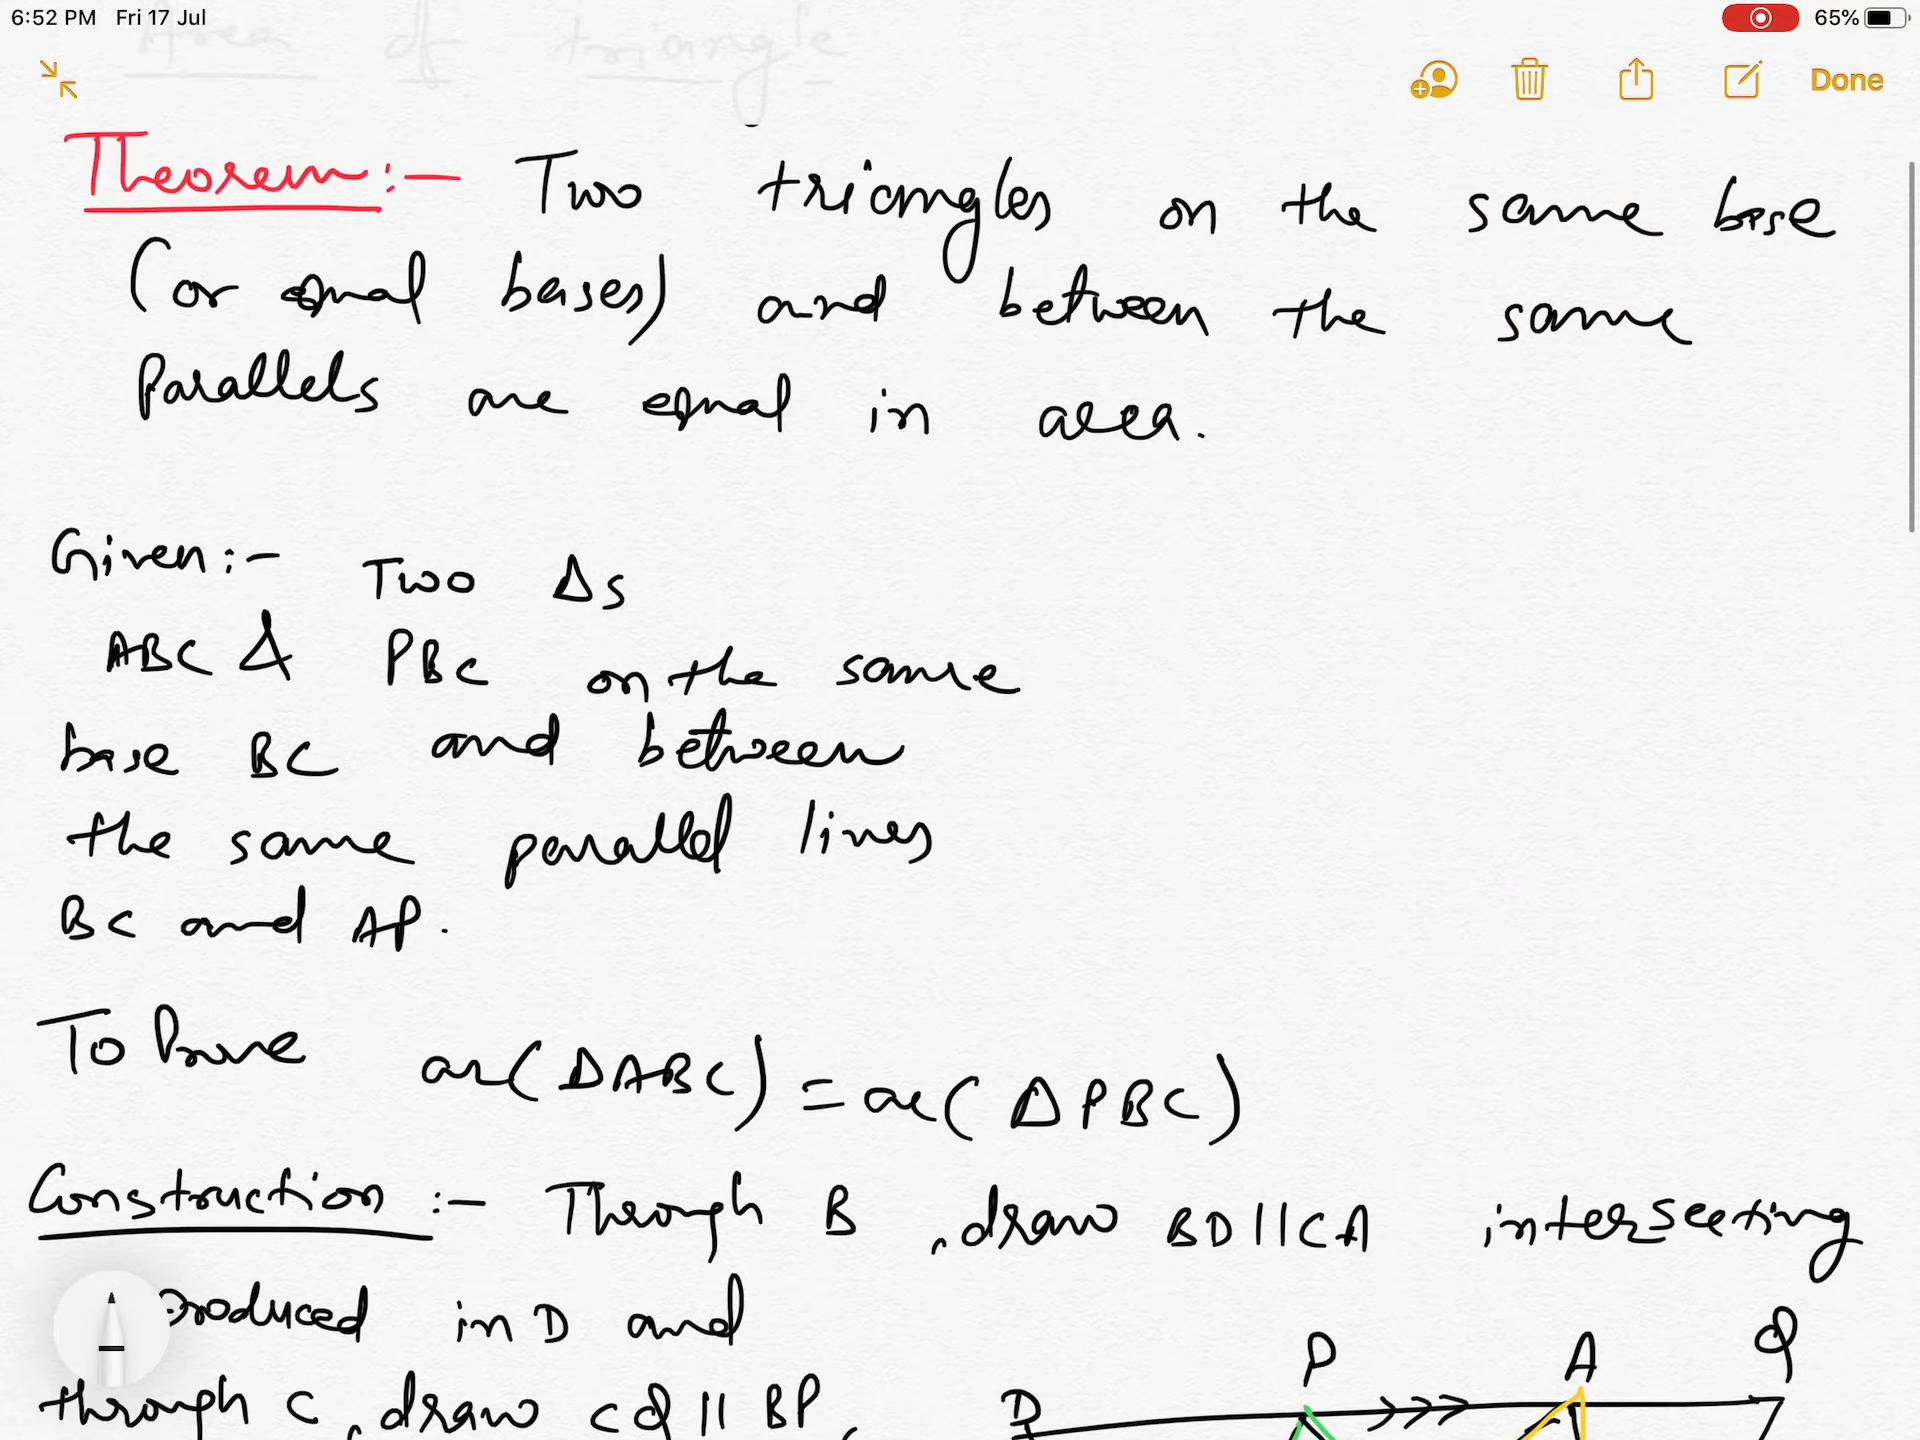 6:52 PM Fri 17 Jul
65%
Area of triangle
Done
Theorem:- Two triangles on the same base
(or equal bases) and between the same
Parallels are equal in area.
Given:- Two Δs
ABC & PBC on the same
base BC and between
the same parallel lines
BC and AP.
To Prove ar(ΔABC) = ar(ΔPBC)
Construction :- Through B, draw BD||CA intersecting
produced in D and
through C, draw CQ || BP
D P A Q